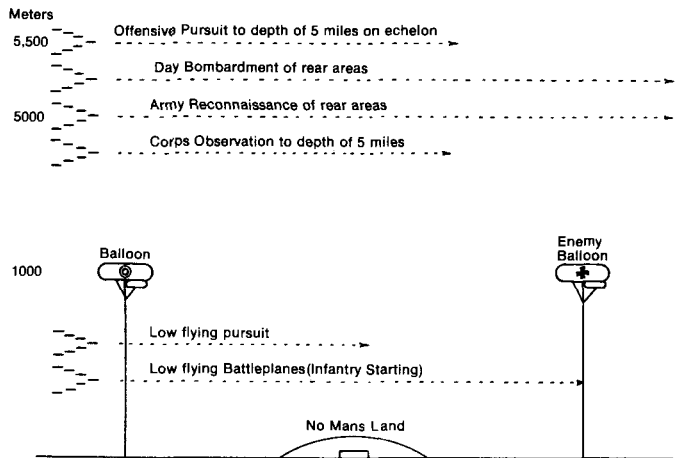 Meters
Offensive Pursuit to depth of 5 miles on echelon
5,500
Day Bombardment of rear areas
Army Reconnaissance of rear areas
5000
Corps Observation to depth of 5 miles
Balloon
Enemy
Balloon
1000
Low flying pursuit
Low flying Battleplanes(Infantry Starting)
No Mans Land